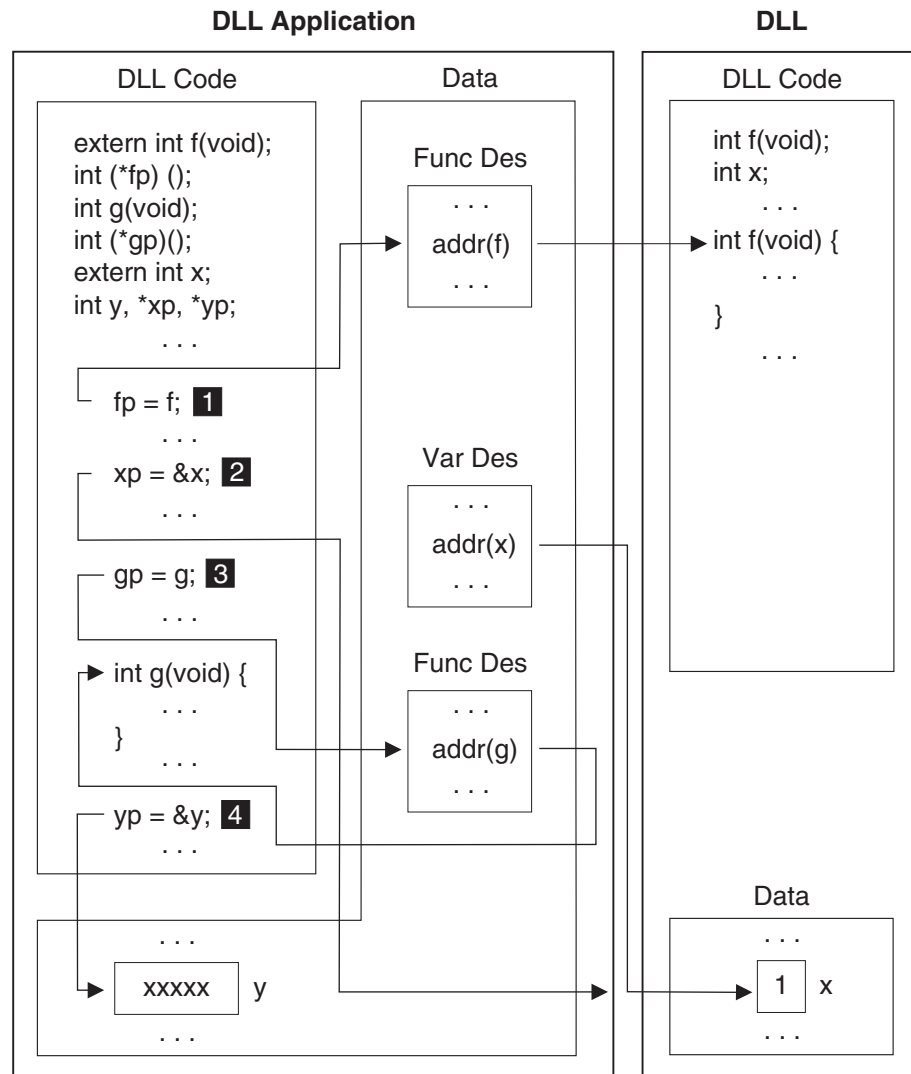 DLL Application
DLL
DLL Code
Data
DLL Code
extern int f(void);
int (*fp) ();
int g(void);
int (*gp)();
extern int x;
int y, *xp, *yp;
. . .
fp = f; 1
. . .
xp = &x; 2
. . .
gp = g; 3
. . .
int g(void) {
. . .
}
. . .
yp = &y; 4
. . .
Func Des
. . .
addr(f)
. . .
Var Des
. . .
addr(x)
. . .
Func Des
. . .
addr(g)
. . .
. . .
xxxxx y
. . .
int f(void);
int x;
. . .
int f(void) {
. . .
}
. . .
Data
. . .
1 x
. . .